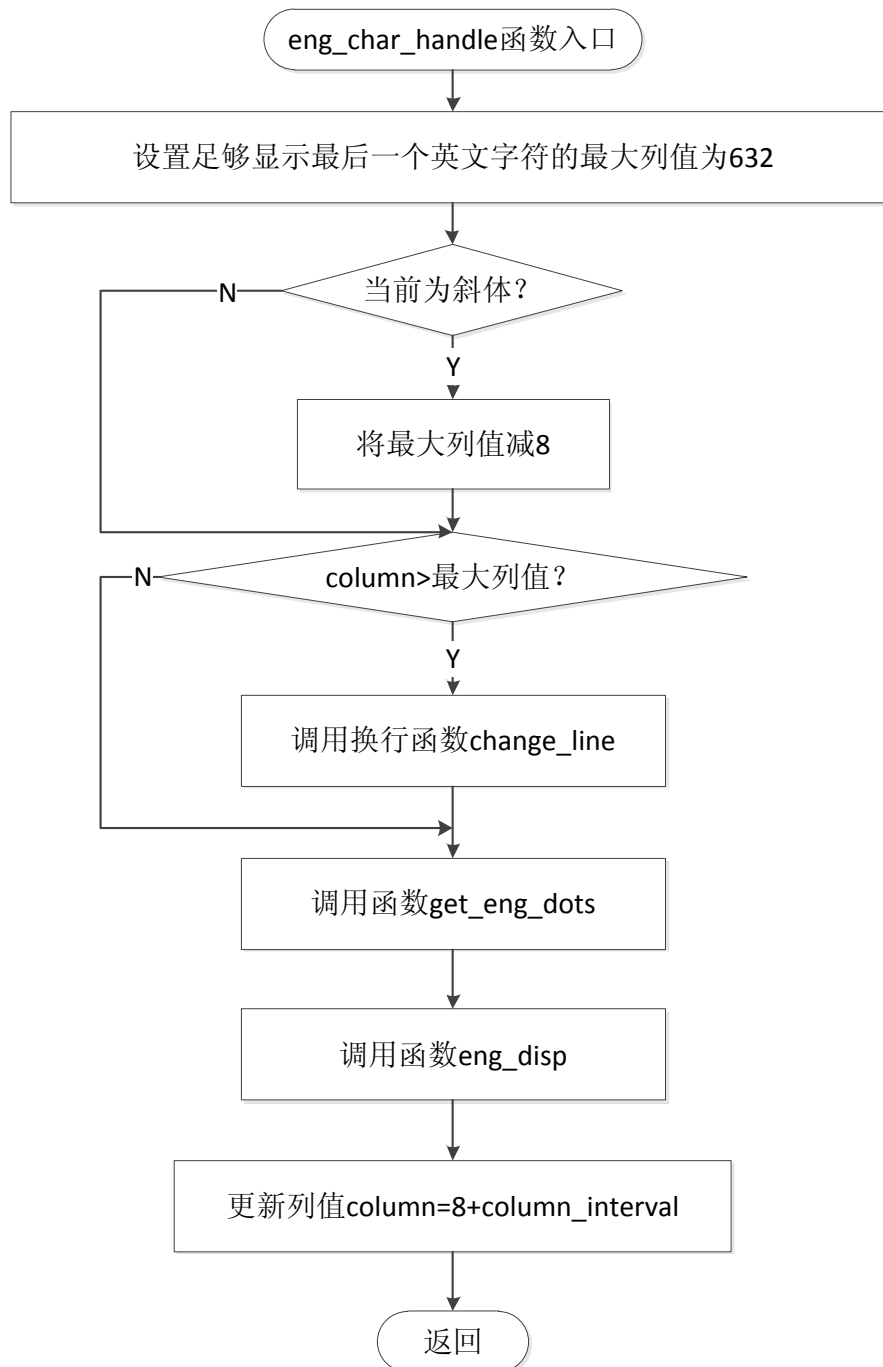 eng_char_handle函数入口
设置足够显示最后一个英文字符的最大列值为632
当前为斜体？
N
Y
将最大列值减8
column>最大列值？
N
Y
调用换行函数change_line
调用函数get_eng_dots
调用函数eng_disp
更新列值column=8+column_interval
返回